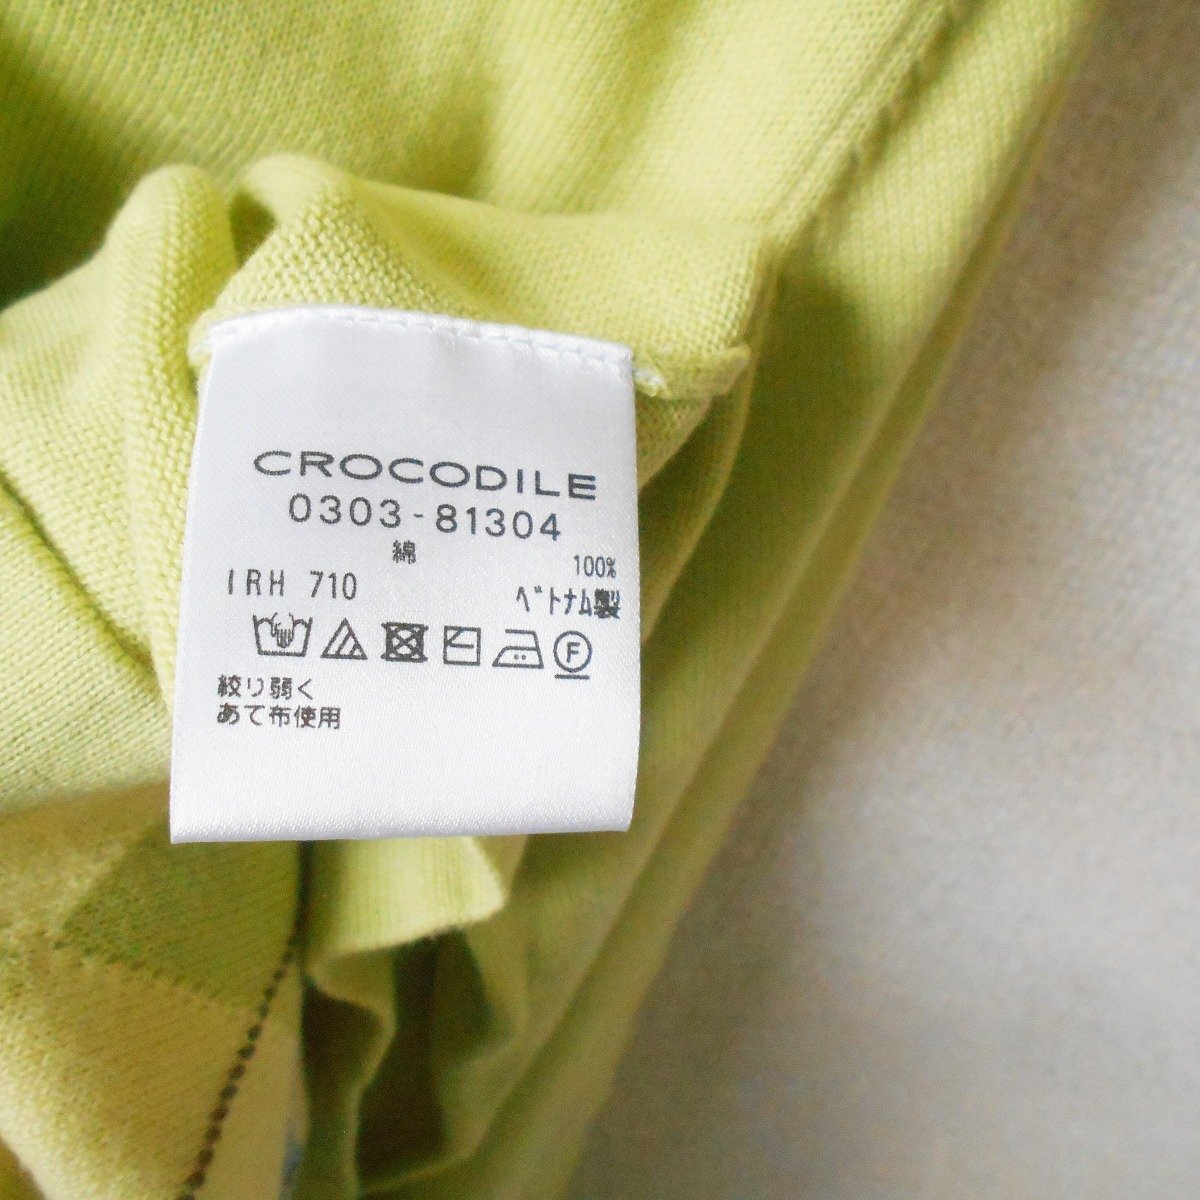 CROCODILE
0303-81304
綿 100%
IRH 710 ベトナム製
F
絞り弱く
あて布使用